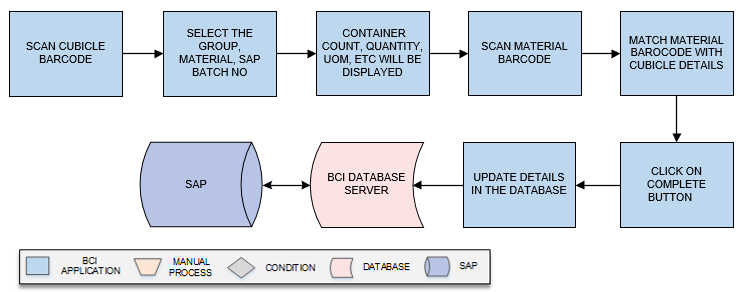 SCAN CUBICLE
BARCODE
SELECT THE
GROUP,
MATERIAL, SAP
BATCH NO
CONTAINER
COUNT, QUANTITY,
UOM, ETC WILL BE
DISPLAYED
SCAN MATERIAL
BARCODE
MATCH MATERIAL
BAROCODE WITH
CUBICLE DETAILS
SAP
BCI DATABASE
SERVER
UPDATE DETAILS
IN THE DATABASE
CLICK ON
COMPLETE
BUTTON
BCI
APPLICATION
MANUAL
PROCESS
CONDITION
DATABASE
SAP